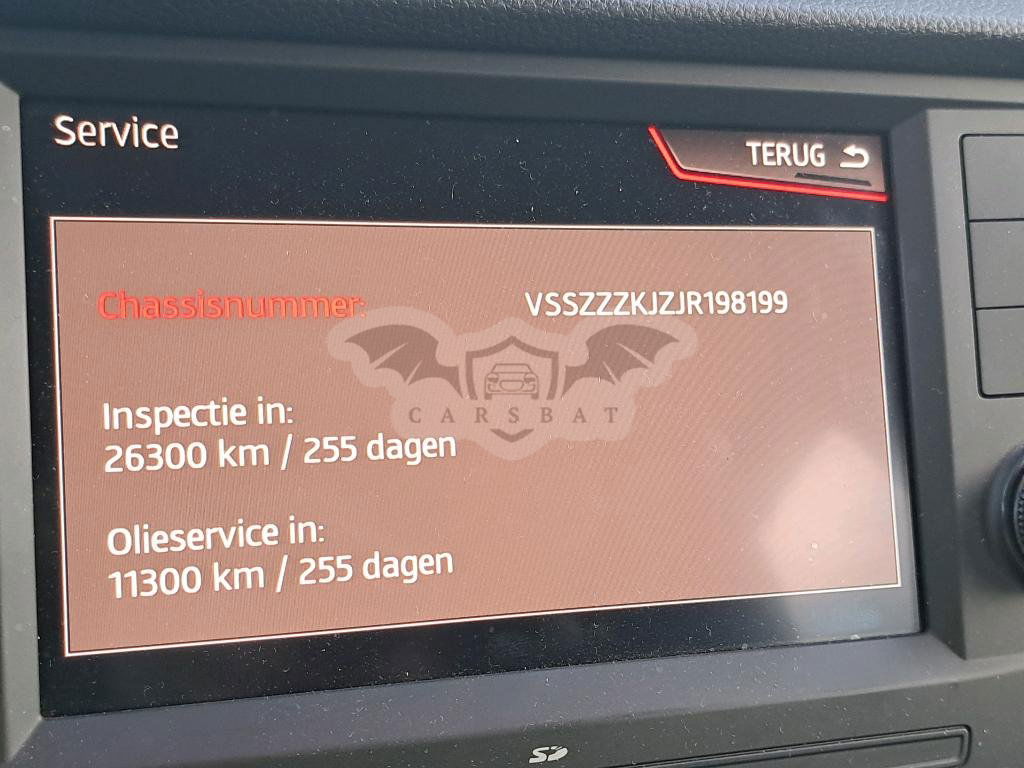 Service
TERUG
Chassisnummer:
VSSZZZKJZJR198199
CARSBAT
Inspectie in:
26300 km / 255 dagen
Olieservice in:
11300 km / 255 dagen
SD